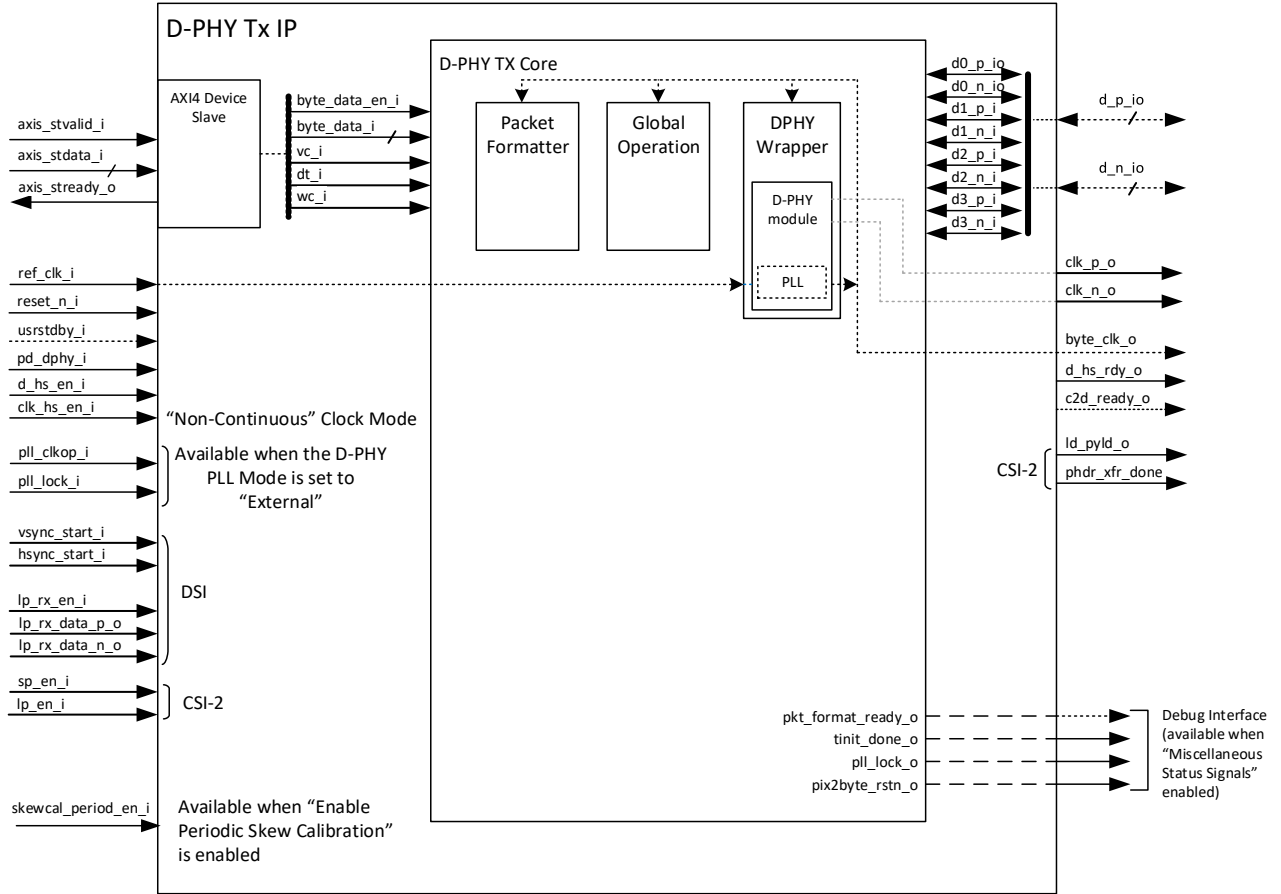 D-PHY Tx IP
D-PHY TX Core
AXI4 Device
Slave
axis_stvalid_i
axis_stdata_i
axis_stready_o
byte_data_en_i
byte_data_i
vc_i
dt_i
wc_i
Packet
Formatter
Global
Operation
DPHY
Wrapper
D-PHY
module
PLL
d0_p_io
d0_n_io
d1_p_i
d1_n_i
d2_p_i
d2_n_i
d3_p_i
d3_n_i
d_p_io
d_n_io
ref_clk_i
reset_n_i
usrstdby_i
pd_dphy_i
d_hs_en_i
clk_hs_en_i
“Non-Continuous” Clock Mode
pll_clkop_i
pll_lock_i
Available when the D-PHY
PLL Mode is set to
“External”
clk_p_o
clk_n_o
byte_clk_o
d_hs_rdy_o
c2d_ready_o
ld_pyld_o
phdr_xfr_done
CSI-2
vsync_start_i
hsync_start_i
lp_rx_en_i
lp_rx_data_p_o
lp_rx_data_n_o
DSI
sp_en_i
lp_en_i
CSI-2
pkt_format_ready_o
tinit_done_o
pll_lock_o
pix2byte_rstn_o
Debug Interface
(available when
“Miscellaneous
Status Signals”
enabled)
skewcal_period_en_i
Available when “Enable
Periodic Skew Calibration”
is enabled